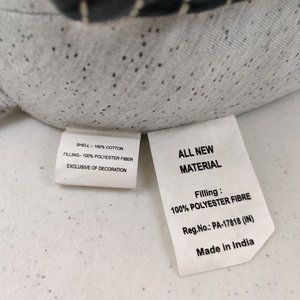 SHELL:- 100% COTTON
FILLING:- 100% POLYESTER FIBER
EXCLUSIVE OF DECORATION
ALL NEW
MATERIAL
Filling :
100% POLYESTER FIBRE
Reg.No.: PA-17818 (IN)
Made in India